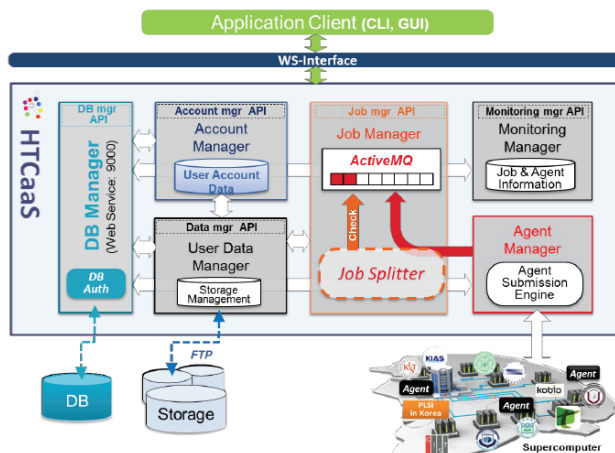 Application Client (CLI, GUI)
WS-Interface
HTCaaS
DB mgr
API
DB Manager
(Web Service: 9000)
DB
Auth
Account mgr API
Account
Manager
User Account
Data
Data mgr API
User Data
Manager
Storage
Management
Job mgr API
Job Manager
ActiveMQ
Check
Job Splitter
Monitoring mgr API
Monitoring
Manager
Job & Agent
Information
Agent
Manager
Agent
Submission
Engine
DB
FTP
Storage
KIAS
Agent
Agent
kobic
PLSI
in Korea
Agent
Supercomputer